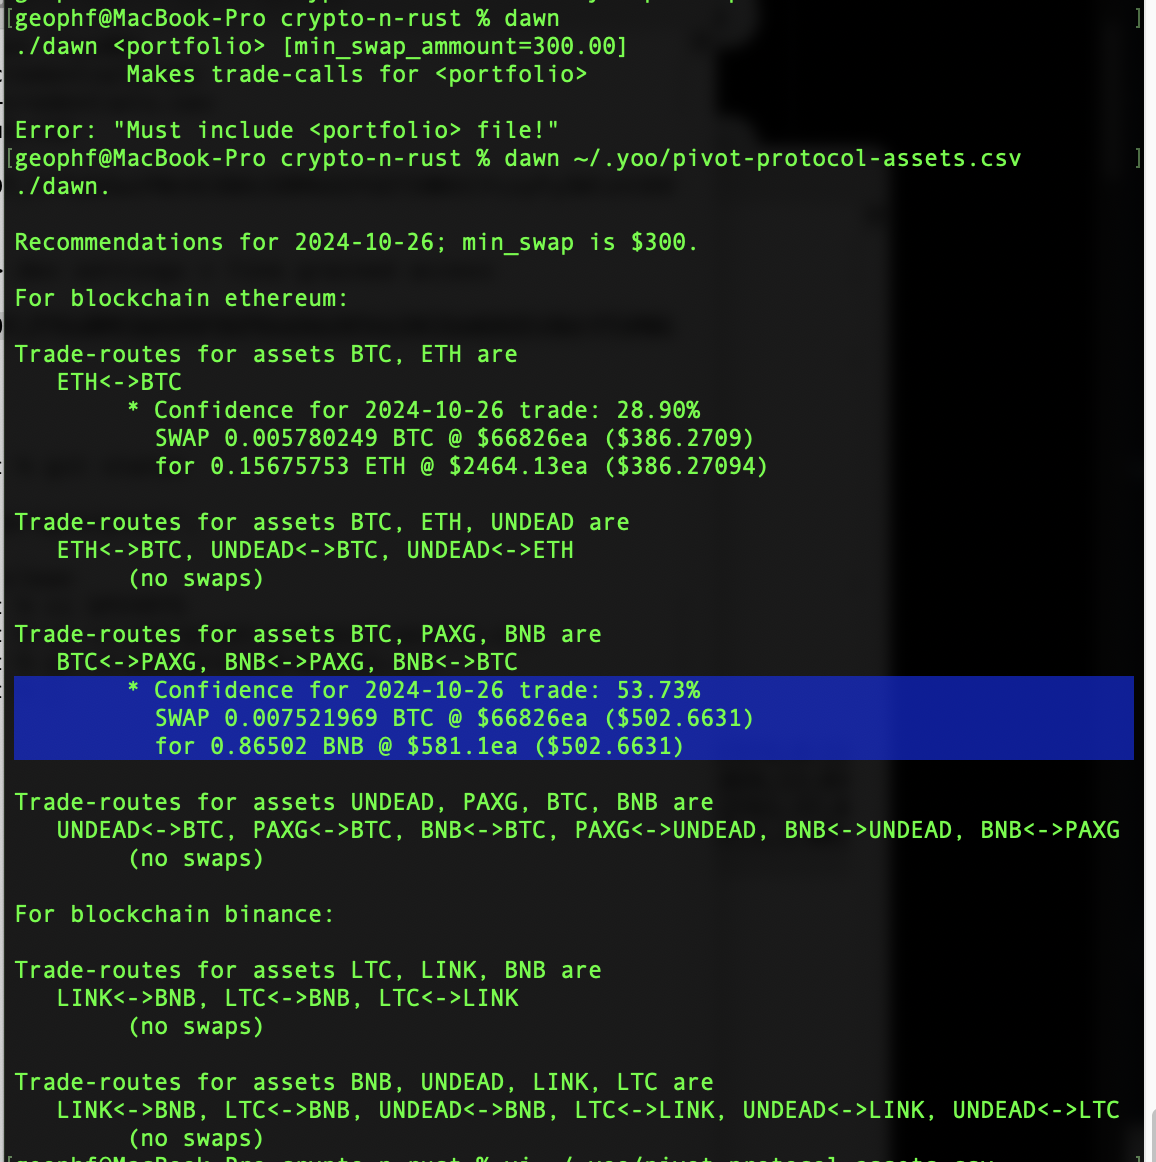 [geophf@MacBook-Pro crypto-n-rust % dawn ]
./dawn <portfolio> [min_swap_ammount=300.00]
Makes trade-calls for <portfolio>
Error: "Must include <portfolio> file!"
[geophf@MacBook-Pro crypto-n-rust % dawn ~/.yoo/pivot-protocol-assets.csv ]
./dawn.
Recommendations for 2024-10-26; min_swap is $300.
For blockchain ethereum:
Trade-routes for assets BTC, ETH are
ETH<->BTC
* Confidence for 2024-10-26 trade: 28.90%
SWAP 0.005780249 BTC @ $66826ea ($386.2709)
for 0.15675753 ETH @ $2464.13ea ($386.27094)
Trade-routes for assets BTC, ETH, UNDEAD are
ETH<->BTC, UNDEAD<->BTC, UNDEAD<->ETH
(no swaps)
Trade-routes for assets BTC, PAXG, BNB are
BTC<->PAXG, BNB<->PAXG, BNB<->BTC
* Confidence for 2024-10-26 trade: 53.73%
SWAP 0.007521969 BTC @ $66826ea ($502.6631)
for 0.86502 BNB @ $581.1ea ($502.6631)
Trade-routes for assets UNDEAD, PAXG, BTC, BNB are
UNDEAD<->BTC, PAXG<->BTC, BNB<->BTC, PAXG<->UNDEAD, BNB<->UNDEAD, BNB<->PAXG
(no swaps)
For blockchain binance:
Trade-routes for assets LTC, LINK, BNB are
LINK<->BNB, LTC<->BNB, LTC<->LINK
(no swaps)
Trade-routes for assets BNB, UNDEAD, LINK, LTC are
LINK<->BNB, LTC<->BNB, UNDEAD<->BNB, LTC<->LINK, UNDEAD<->LINK, UNDEAD<->LTC
(no swaps)